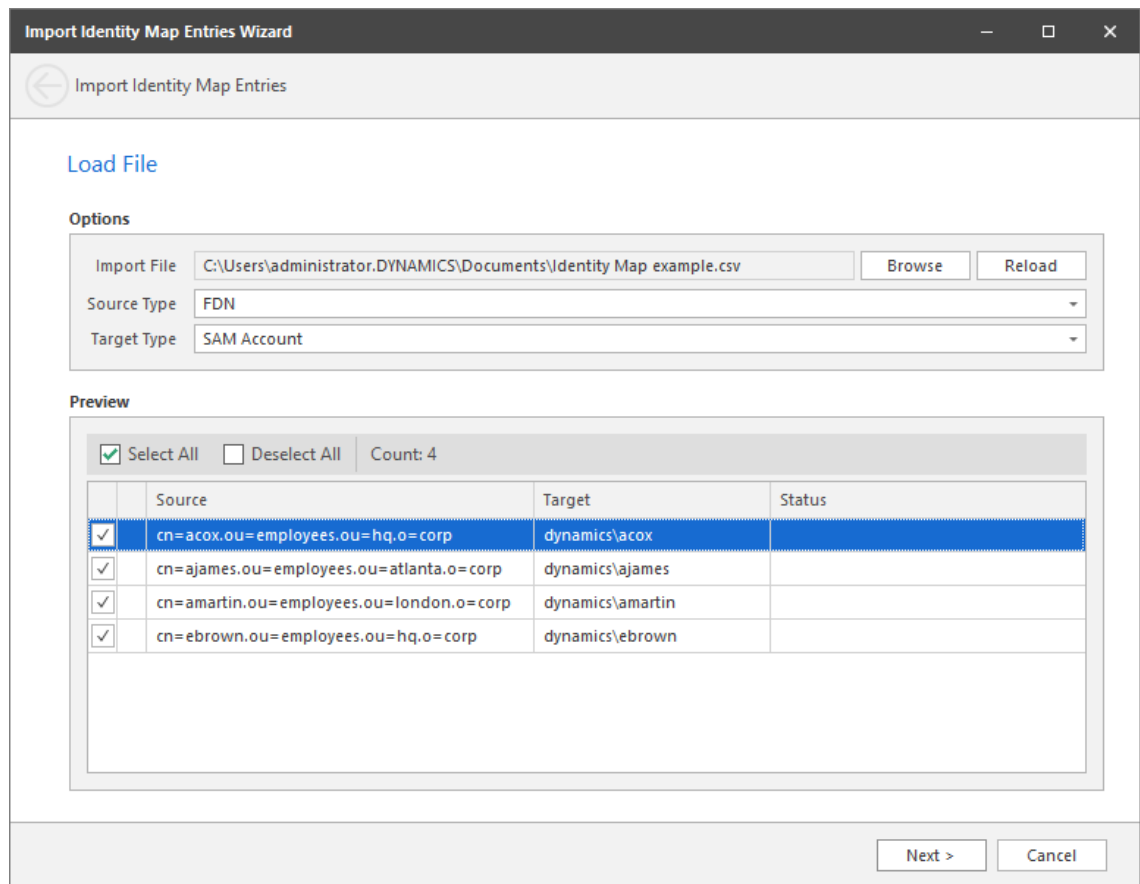 Import Identity Map Entries Wizard
Import Identity Map Entries
Load File
Options
Import File C:\Users\administrator.DYNAMICS\Documents\Identity Map example.csv Browse Reload
Source Type FDN
Target Type SAM Account
Preview
Select All Deselect All Count: 4
Source Target Status
cn=acox.ou=employees.ou=hq.o=corp dynamics\acox
cn=ajames.ou=employees.ou=atlanta.o=corp dynamics\ajames
cn=amartin.ou=employees.ou=london.o=corp dynamics\amartin
cn=ebrown.ou=employees.ou=hq.o=corp dynamics\ebrown
Next > Cancel